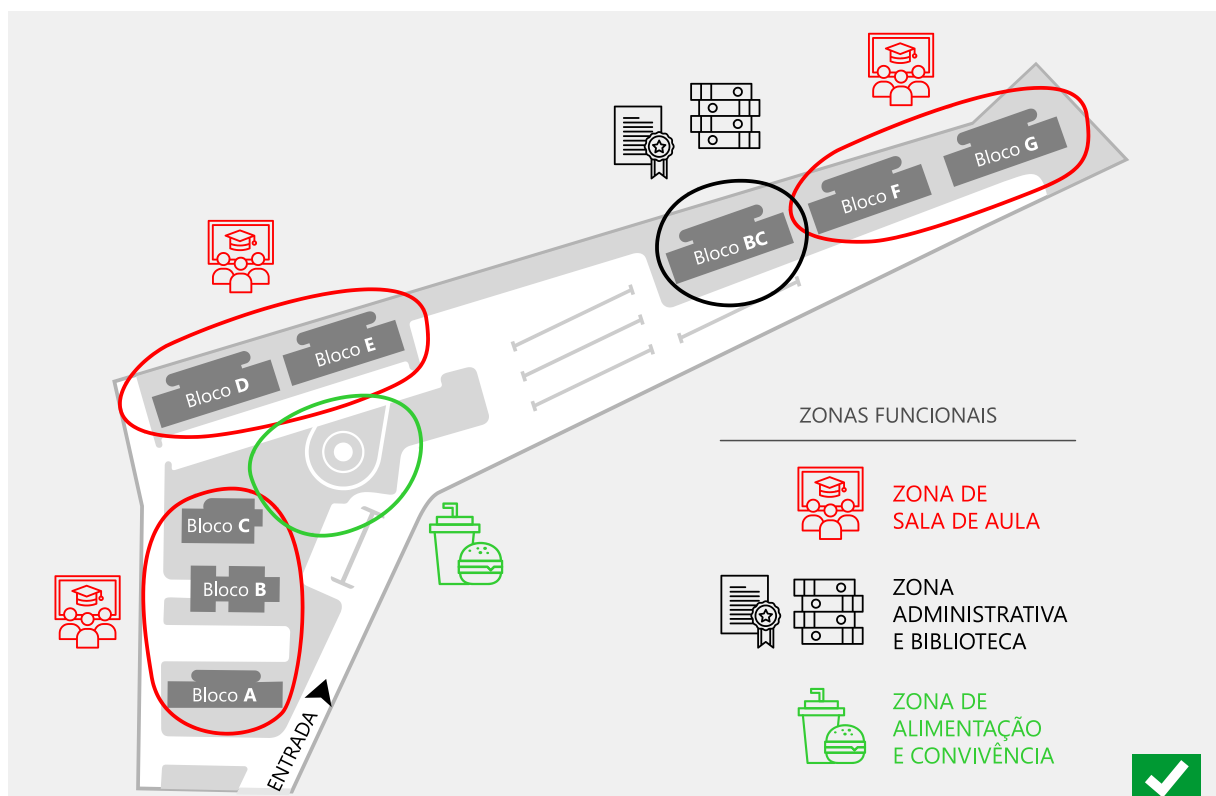 Bloco G
Bloco F
Bloco BC
Bloco E
Bloco D
Bloco C
Bloco B
Bloco A
ENTRADA
ZONAS FUNCIONAIS
ZONA DE
SALA DE AULA
ZONA
ADMINISTRATIVA
E BIBLIOTECA
ZONA DE
ALIMENTAÇÃO
E CONVIVÊNCIA